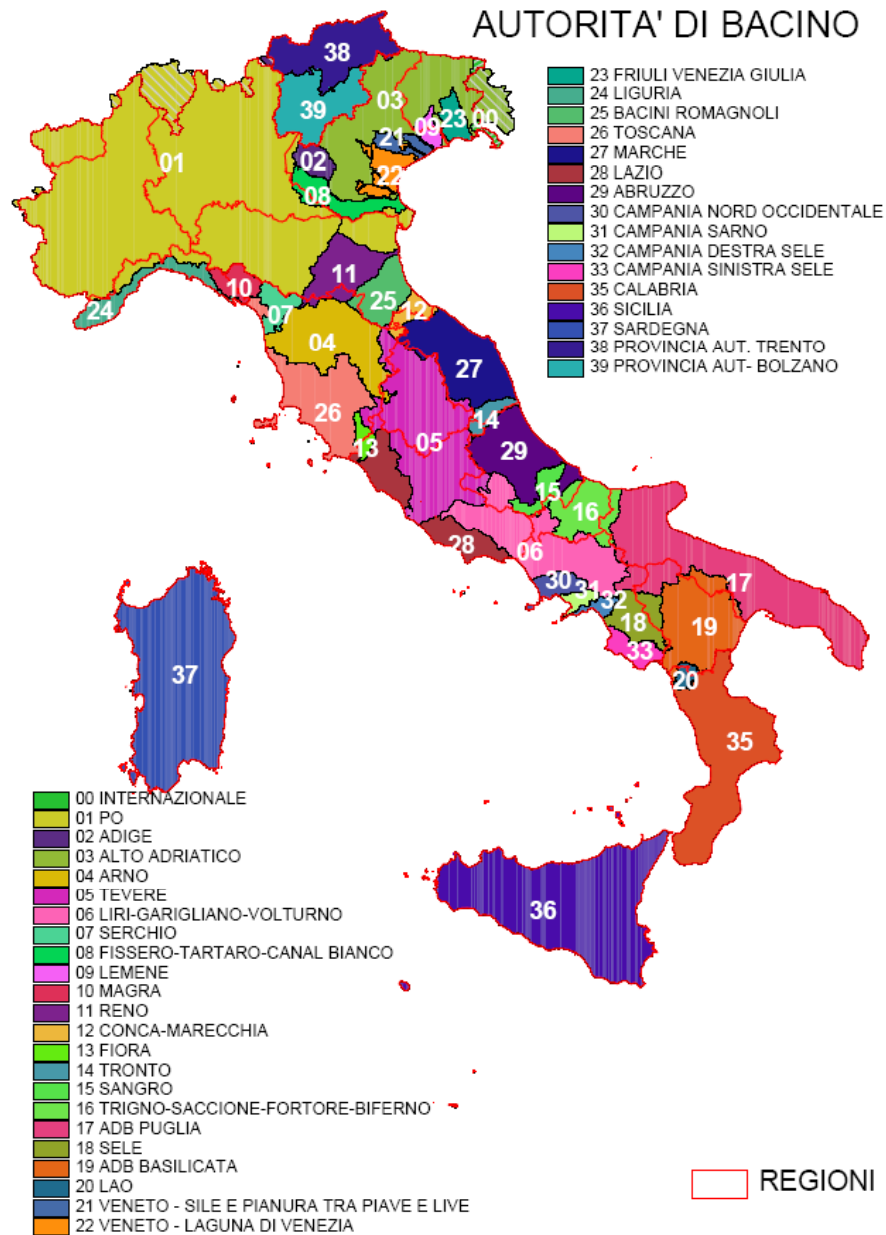 AUTORITA' DI BACINO
23 FRIULI VENEZIA GIULIA
24 LIGURIA
25 BACINI ROMAGNOLI
26 TOSCANA
27 MARCHE
28 LAZIO
29 ABRUZZO
30 CAMPANIA NORD OCCIDENTALE
31 CAMPANIA SARNO
32 CAMPANIA DESTRA SELE
33 CAMPANIA SINISTRA SELE
35 CALABRIA
36 SICILIA
37 SARDEGNA
38 PROVINCIA AUT. TRENTO
39 PROVINCIA AUT- BOLZANO
38
39
03
23
00
09
21
02
22
01
08
11
10
25
24
07
12
04
27
26
14
13
05
29
15
16
28
06
30
31
32
17
18
19
33
20
37
35
36
00 INTERNAZIONALE
01 PO
02 ADIGE
03 ALTO ADRIATICO
04 ARNO
05 TEVERE
06 LIRI-GARIGLIANO-VOLTURNO
07 SERCHIO
08 FISSERO-TARTARO-CANAL BIANCO
09 LEMENE
10 MAGRA
11 RENO
12 CONCA-MARECCHIA
13 FIORA
14 TRONTO
15 SANGRO
16 TRIGNO-SACCIONE-FORTORE-BIFERNO
17 ADB PUGLIA
18 SELE
19 ADB BASILICATA
20 LAO
21 VENETO - SILE E PIANURA TRA PIAVE E LIVE
22 VENETO - LAGUNA DI VENEZIA
REGIONI